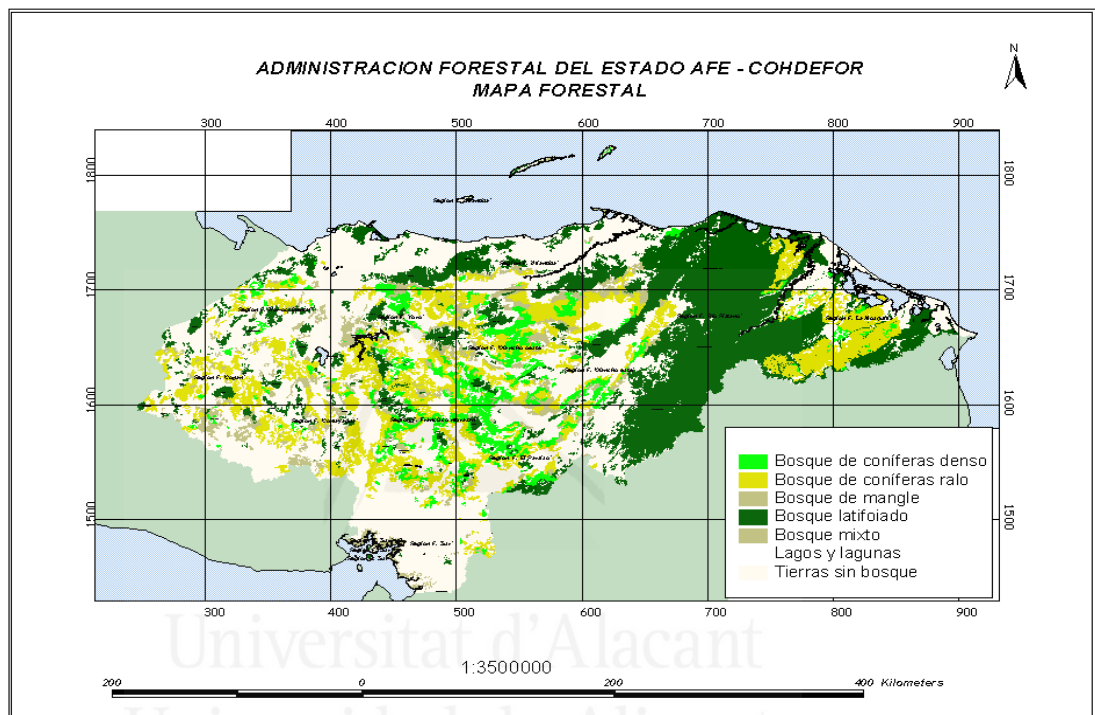 N
ADMINISTRACION FORESTAL DEL ESTADO AFE - COHDEFOR
MAPA FORESTAL
300 400 500 600 700 800 900
1800 1800
1700 1700
1600 1600
1500 1500
Bosque de coníferas denso
Bosque de coníferas ralo
Bosque de mangle
Bosque latifoiado
Bosque mixto
Lagos y lagunas
Tierras sin bosque
300 400 500 600 700 800 900
Universitat d'Alacant
1:3500000
200 0 200 400 Kilometers